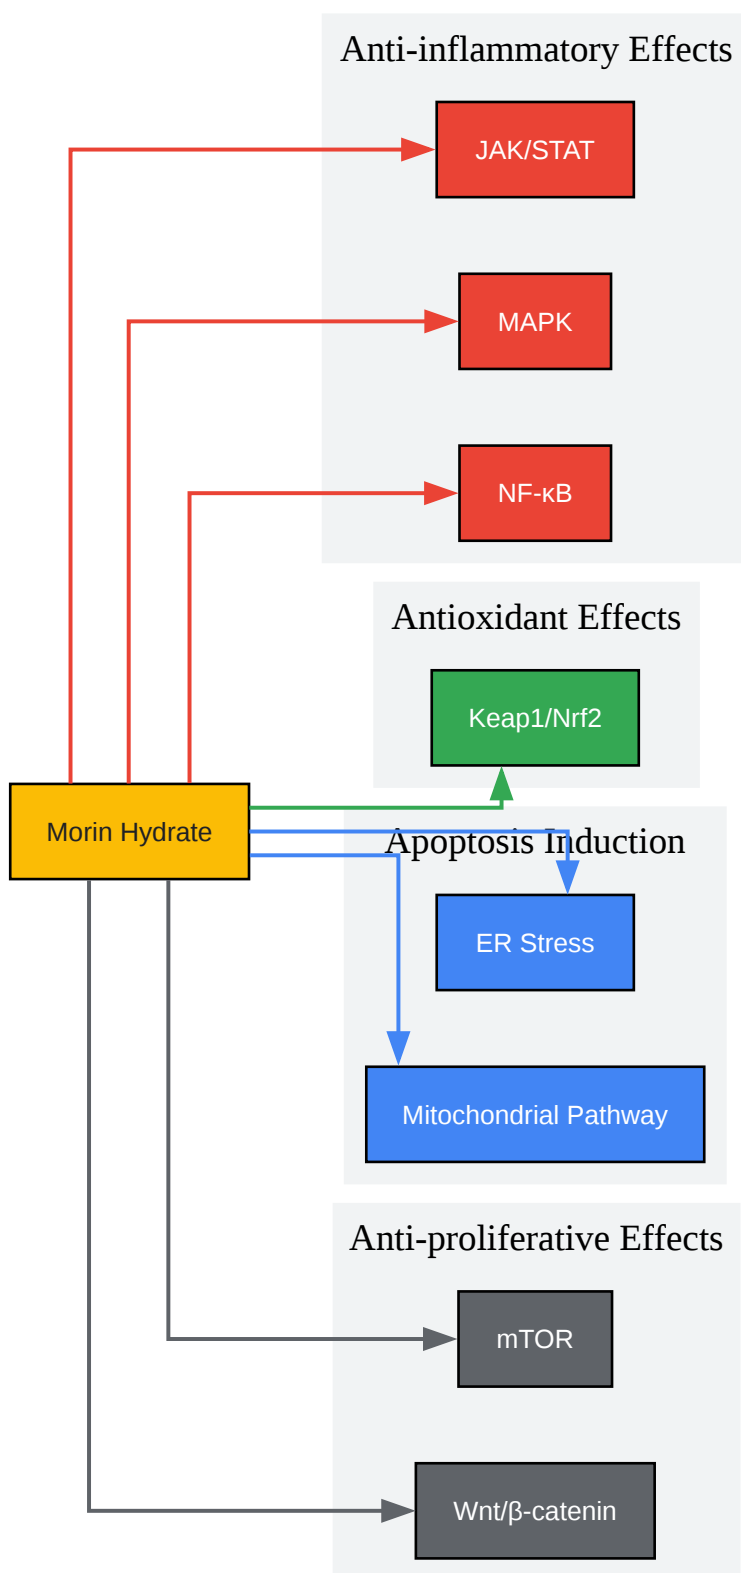 Anti-inflammatory Effects
JAK/STAT
MAPK
NF-κB
Antioxidant Effects
Keap1/Nrf2
Morin Hydrate
Apoptosis Induction
ER Stress
Mitochondrial Pathway
Anti-proliferative Effects
mTOR
Wnt/β-catenin